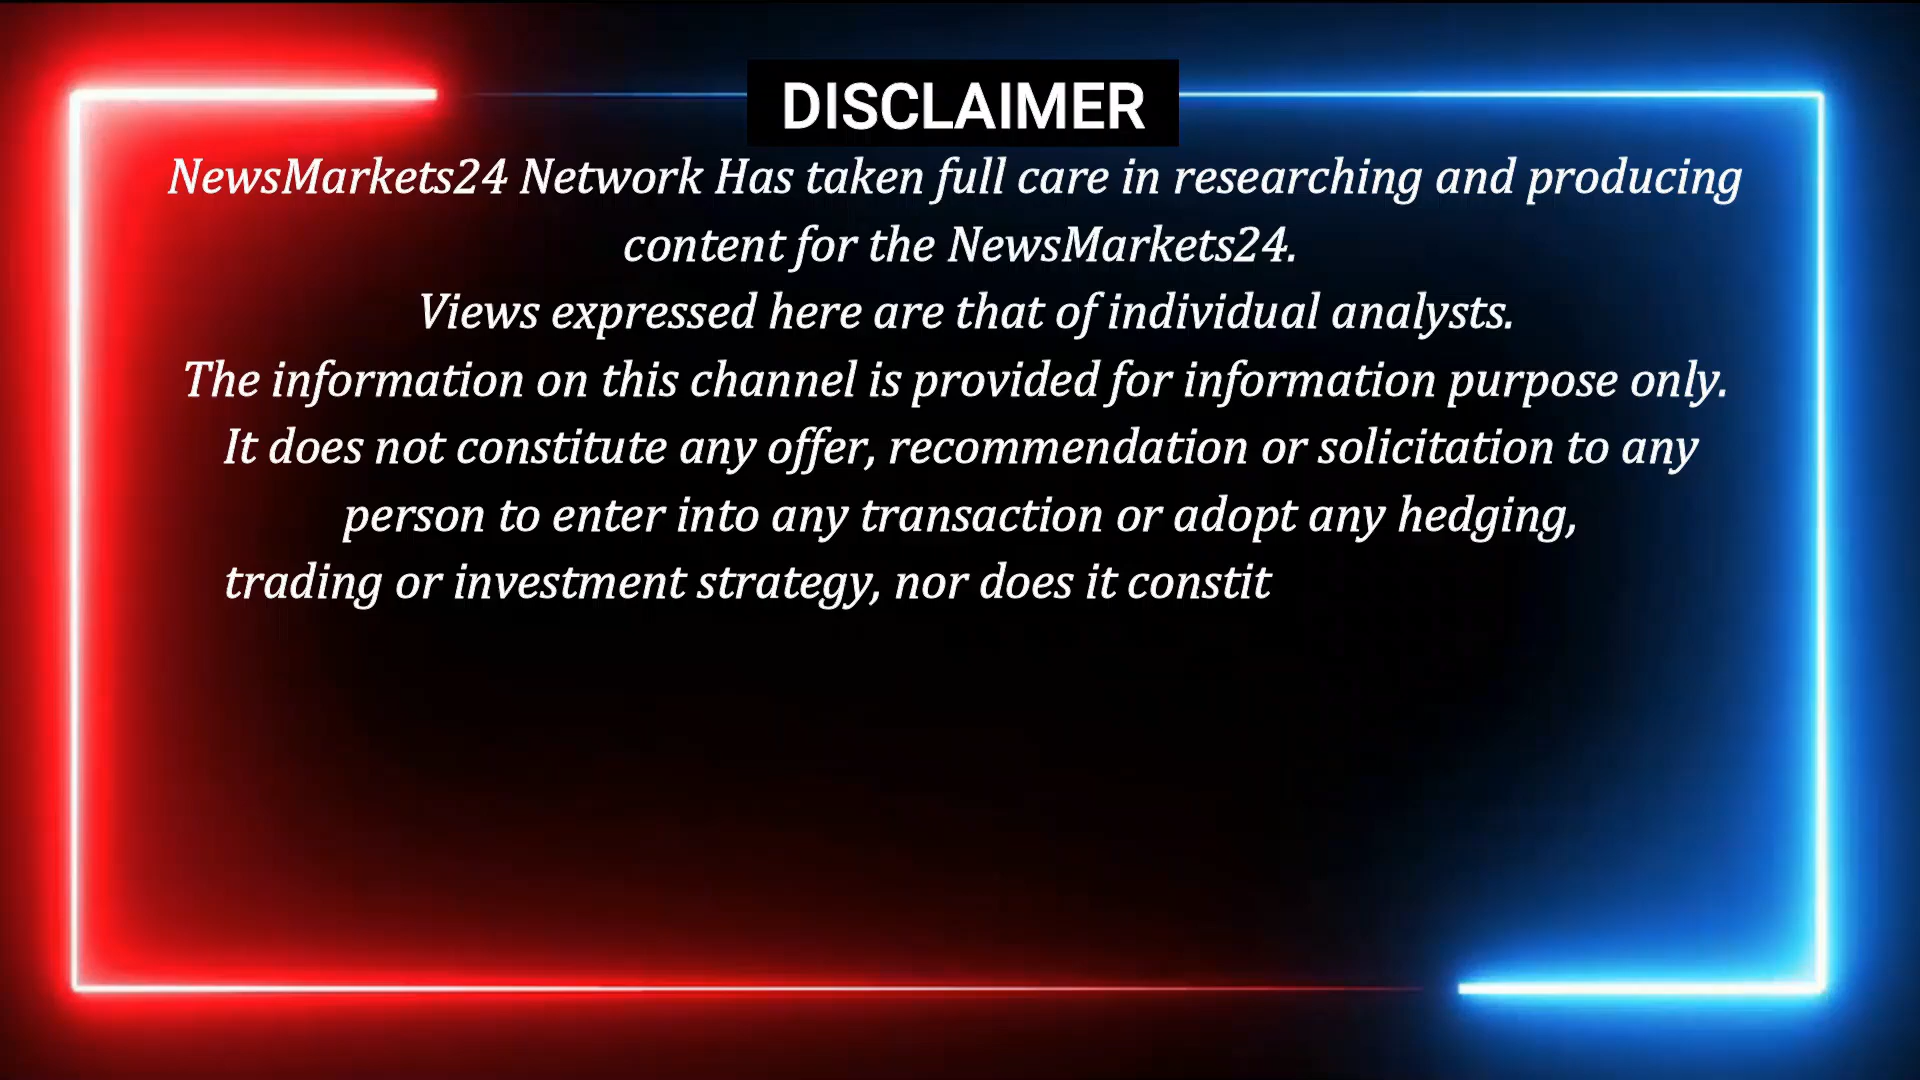 DISCLAIMER
NewsMarkets24 Network Has taken full care in researching and producing
content for the NewsMarkets24.
Views expressed here are that of individual analysts.
The information on this channel is provided for information purpose only.
It does not constitute any offer, recommendation or solicitation to any
person to enter into any transaction or adopt any hedging,
trading or investment strategy, nor does it constit